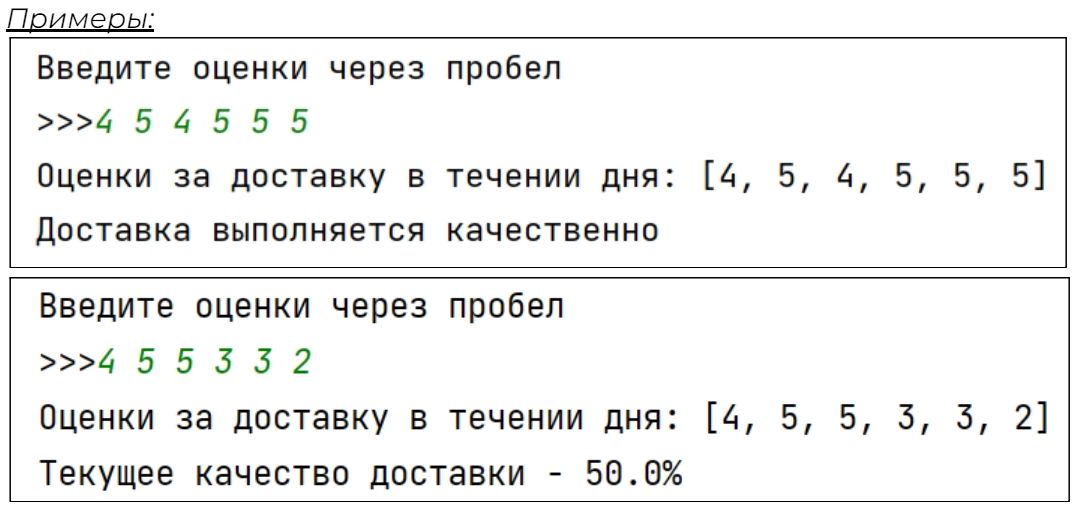 Примеры:
Введите оценки через пробел
>>>4 5 4 5 5 5
Оценки за доставку в течении дня: [4, 5, 4, 5, 5, 5]
Доставка выполняется качественно
Введите оценки через пробел
>>>4 5 5 3 3 2
Оценки за доставку в течении дня: [4, 5, 5, 3, 3, 2]
Текущее качество доставки - 50.0%